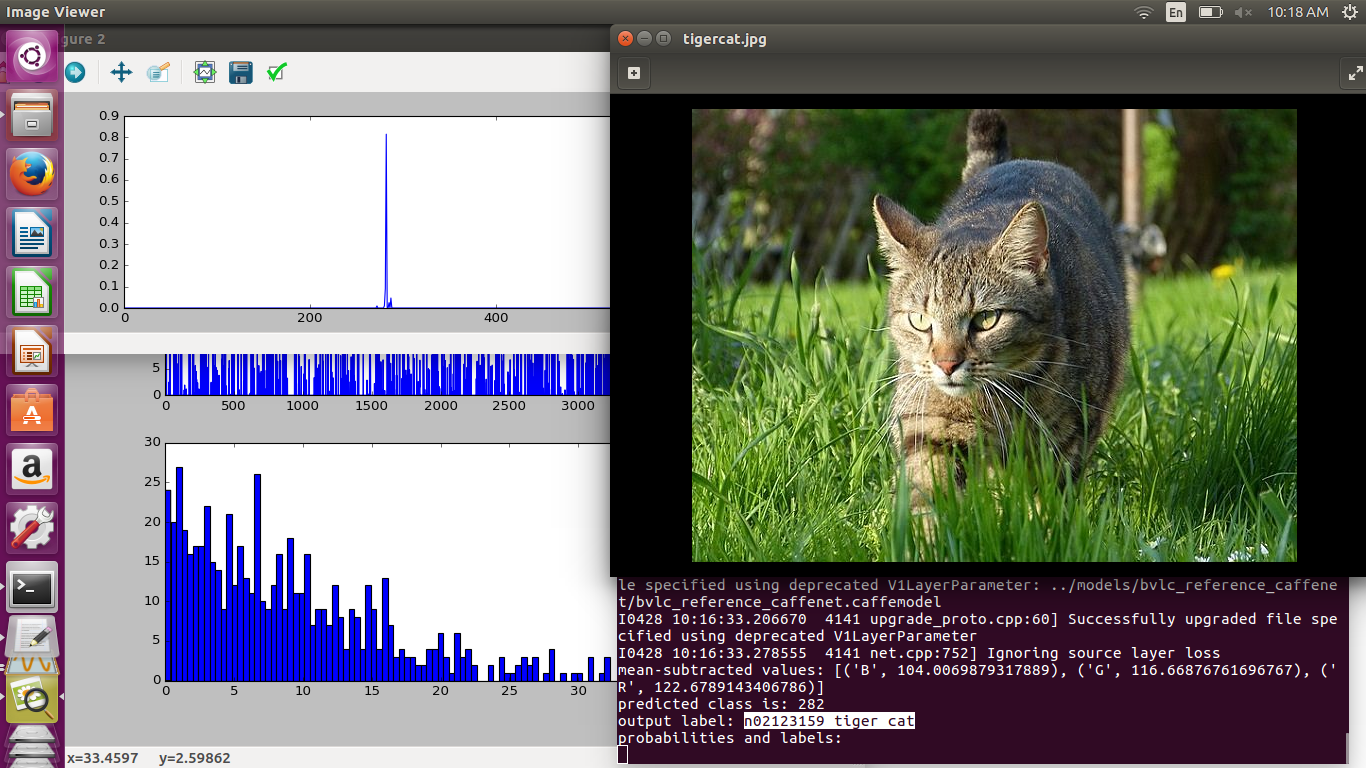 Image Viewer
En
10:18 AM
gure 2
tigercat.jpg
0.9
0.8
0.7
0.6
0.5
0.4
0.3
0.2
0.1
0.0
0 200 400
5
0
0 500 1000 1500 2000 2500 3000
30
25
20
15
10
5
0
0 5 10 15 20 25 30
x=33.4597 y=2.59862
le specified using deprecated V1LayerParameter: ../models/bvlc_reference_caffene
t/bvlc_reference_caffenet.caffemodel
I0428 10:16:33.206670 4141 upgrade_proto.cpp:60] Successfully upgraded file spe
cified using deprecated V1LayerParameter
I0428 10:16:33.278555 4141 net.cpp:752] Ignoring source layer loss
mean-subtracted values: [('B', 104.0069879317889), ('G', 116.66876761696767), ('
R', 122.6789143406786)]
predicted class is: 282
output label: n02123159 tiger cat
probabilities and labels: